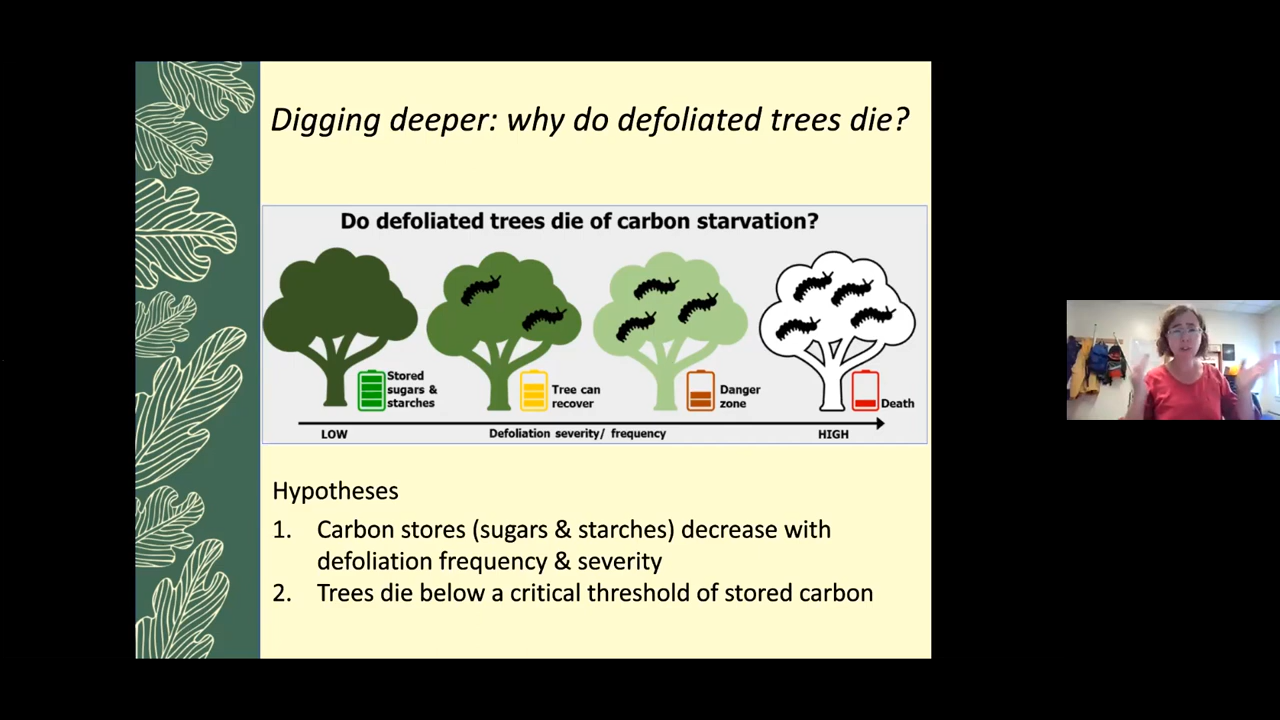 Digging deeper: why do defoliated trees die?
Do defoliated trees die of carbon starvation?
Stored
sugars &
starches
Tree can
recover
Danger
zone
Death
LOW
Defoliation severity/ frequency
HIGH
Hypotheses
1. Carbon stores (sugars & starches) decrease with
defoliation frequency & severity
2. Trees die below a critical threshold of stored carbon